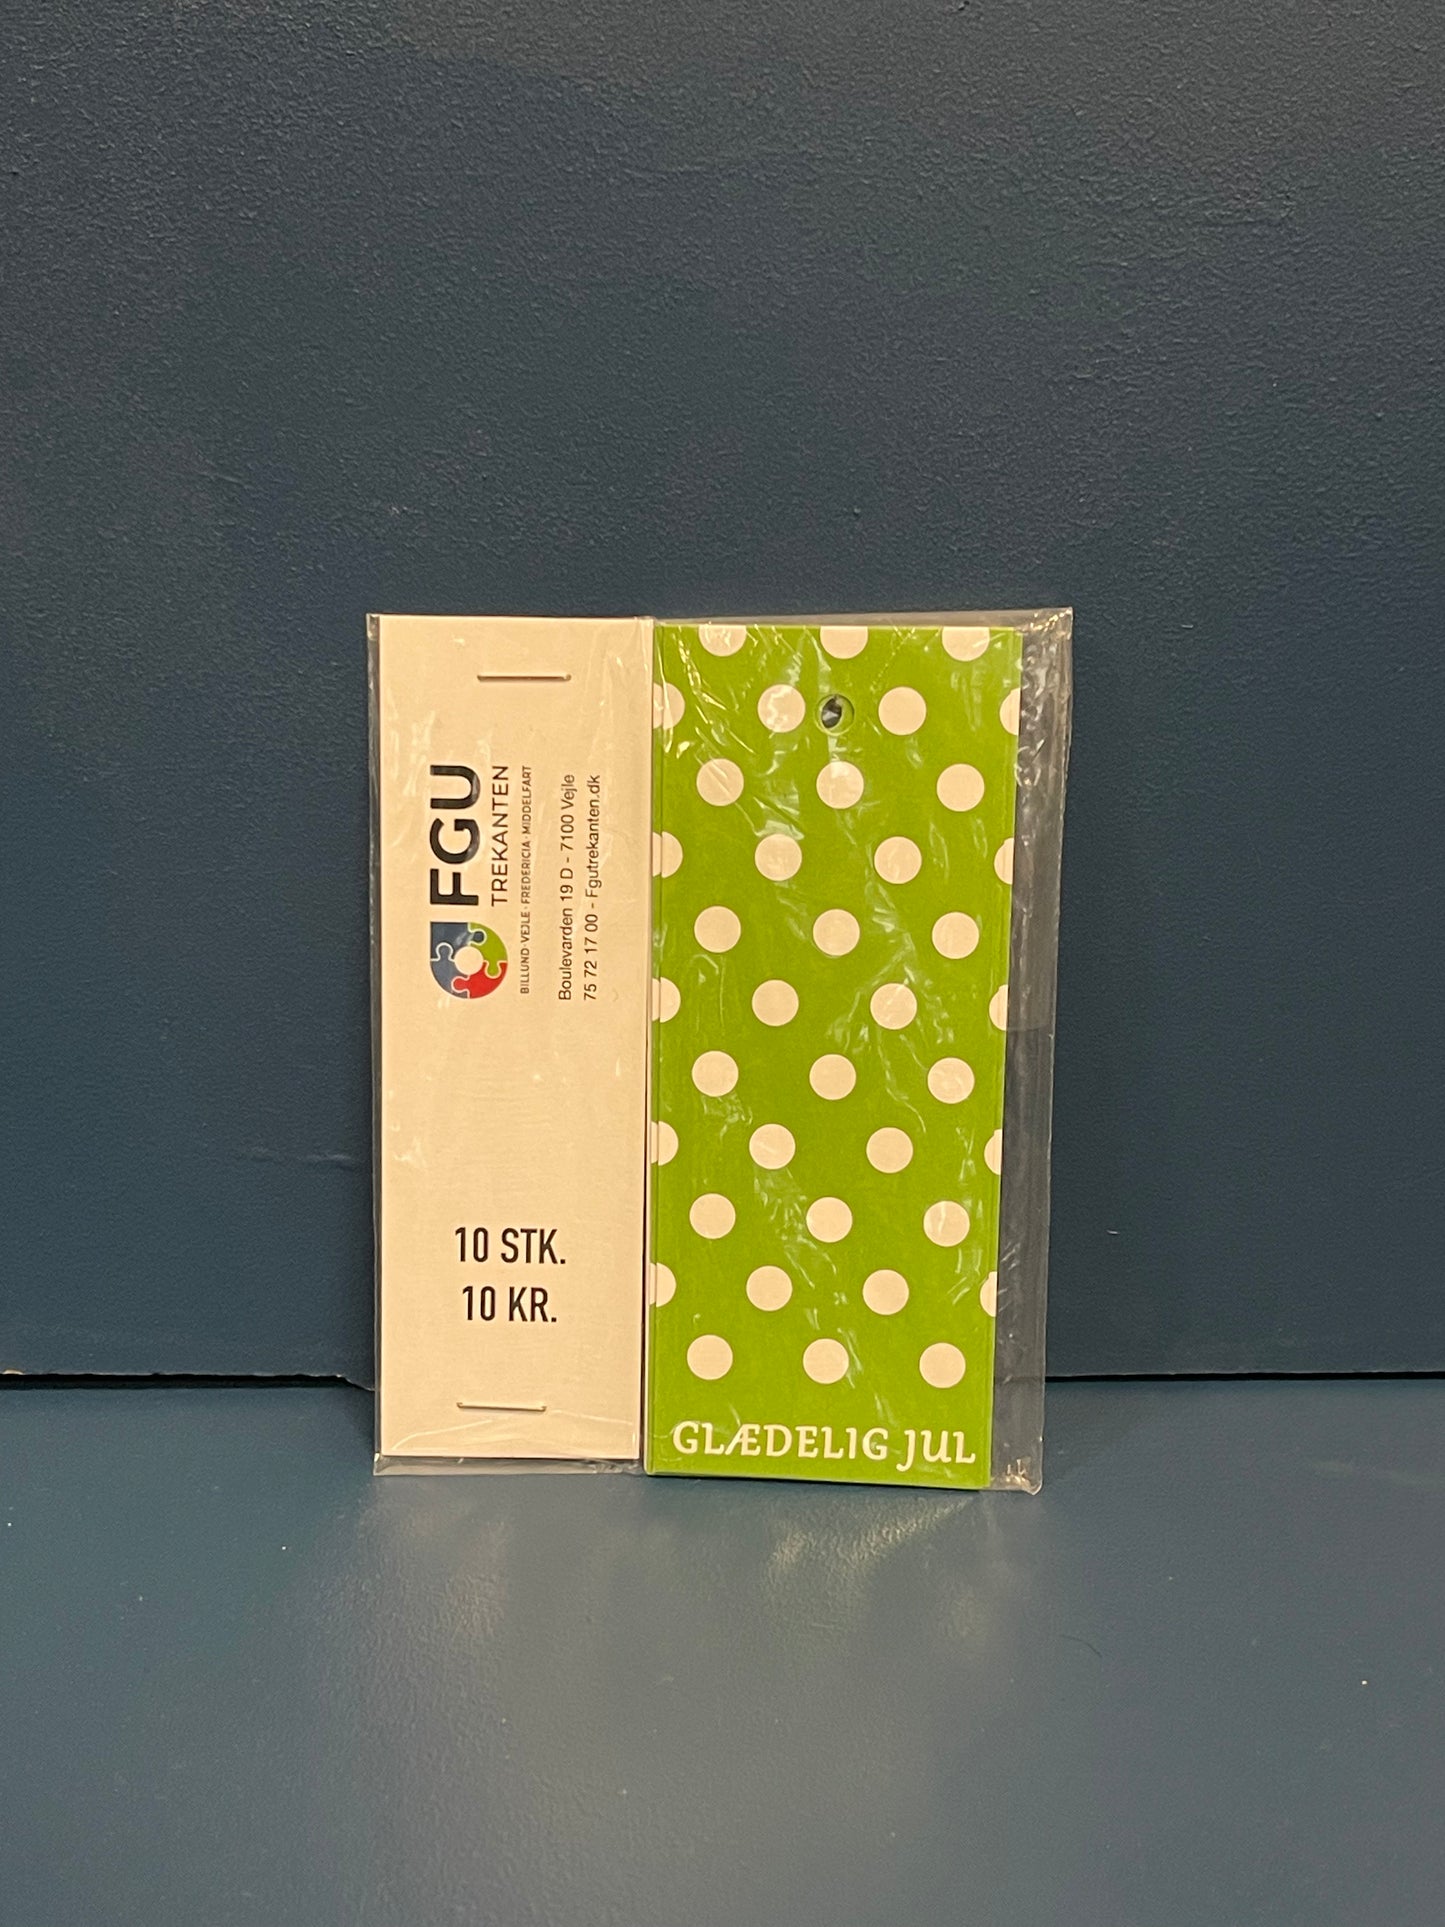 FGU
TREKANTEN
BILLUND · VEJLE · FREDERICIA · MIDDELFART
Boulevarden 19 D - 7100 Vejle
75 72 17 00 - Fgutrekanten.dk
10 STK.
10 KR.
GLÆDELIG JUL